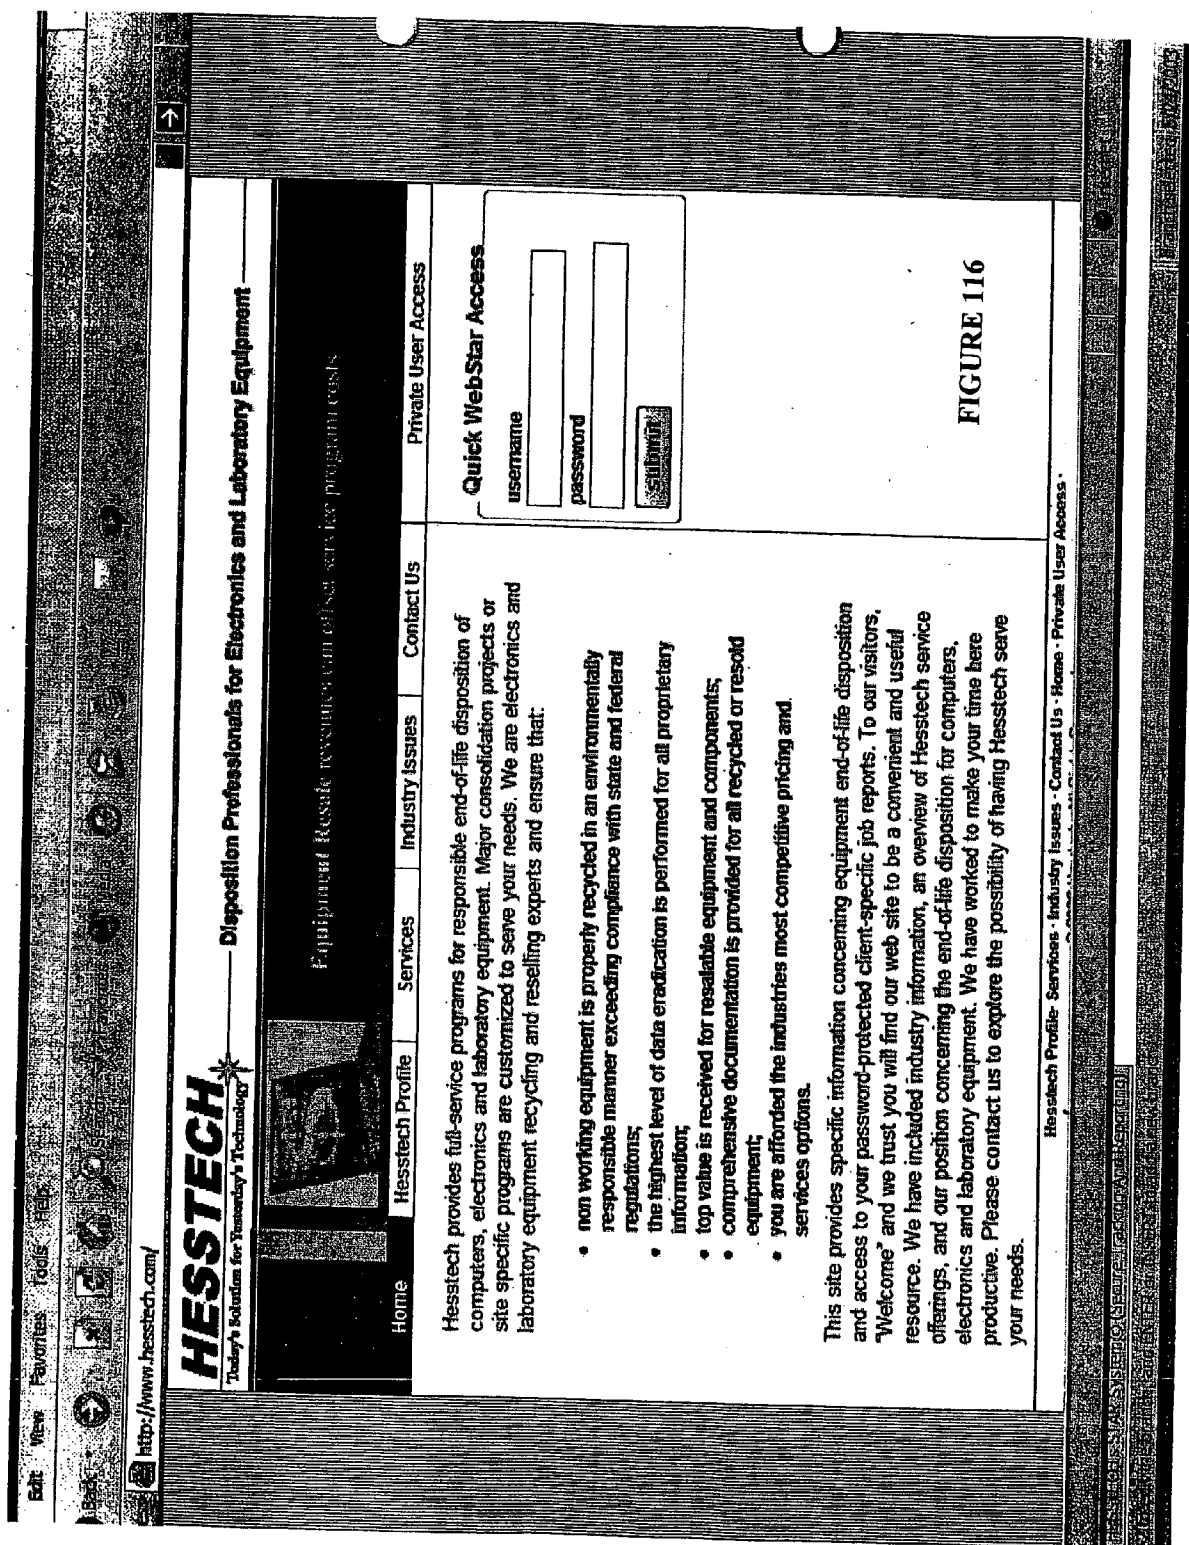 Edit View Favorites Tools Help
Back
http://www.hesstech.com/
HESSTECH
Today's Solution for Yesterday's Technology
Disposition Professionals for Electronics and Laboratory Equipment
Equipment Resale revenues can offset service program costs
Home Hesstech Profile Services Industry Issues Contact Us Private User Access
Hesstech provides full-service programs for responsible end-of-life disposition of
computers, electronics and laboratory equipment. Major consolidation projects or
site specific programs are customized to serve your needs. We are electronics and
laboratory equipment recycling and reselling experts and ensure that:
• non working equipment is properly recycled in an environmentally
responsible manner exceeding compliance with state and federal
regulations;
• the highest level of data eradication is performed for all proprietary
information;
• top value is received for resalable equipment and components;
• comprehensive documentation is provided for all recycled or resold
equipment;
• you are afforded the industries most competitive pricing and
services options.
This site provides specific information concerning equipment end-of-life disposition
and access to your password-protected client-specific job reports. To our visitors,
"Welcome" and we trust you will find our web site to be a convenient and useful
resource. We have included industry information, an overview of Hesstech service
offerings, and our position concerning the end-of-life disposition for computers,
electronics and laboratory equipment. We have worked to make your time here
productive. Please contact us to explore the possibility of having Hesstech serve
your needs.
Quick WebStar Access
username
password
submit
FIGURE 116
Hesstech Profile · Services · Industry Issues · Contact Us · Home · Private User Access ·